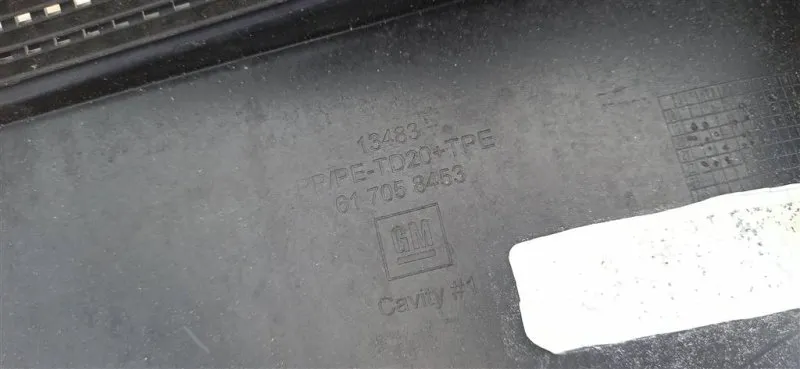 PP/PE-TD20+TPE
61 705 8453
GM
Cavity #1